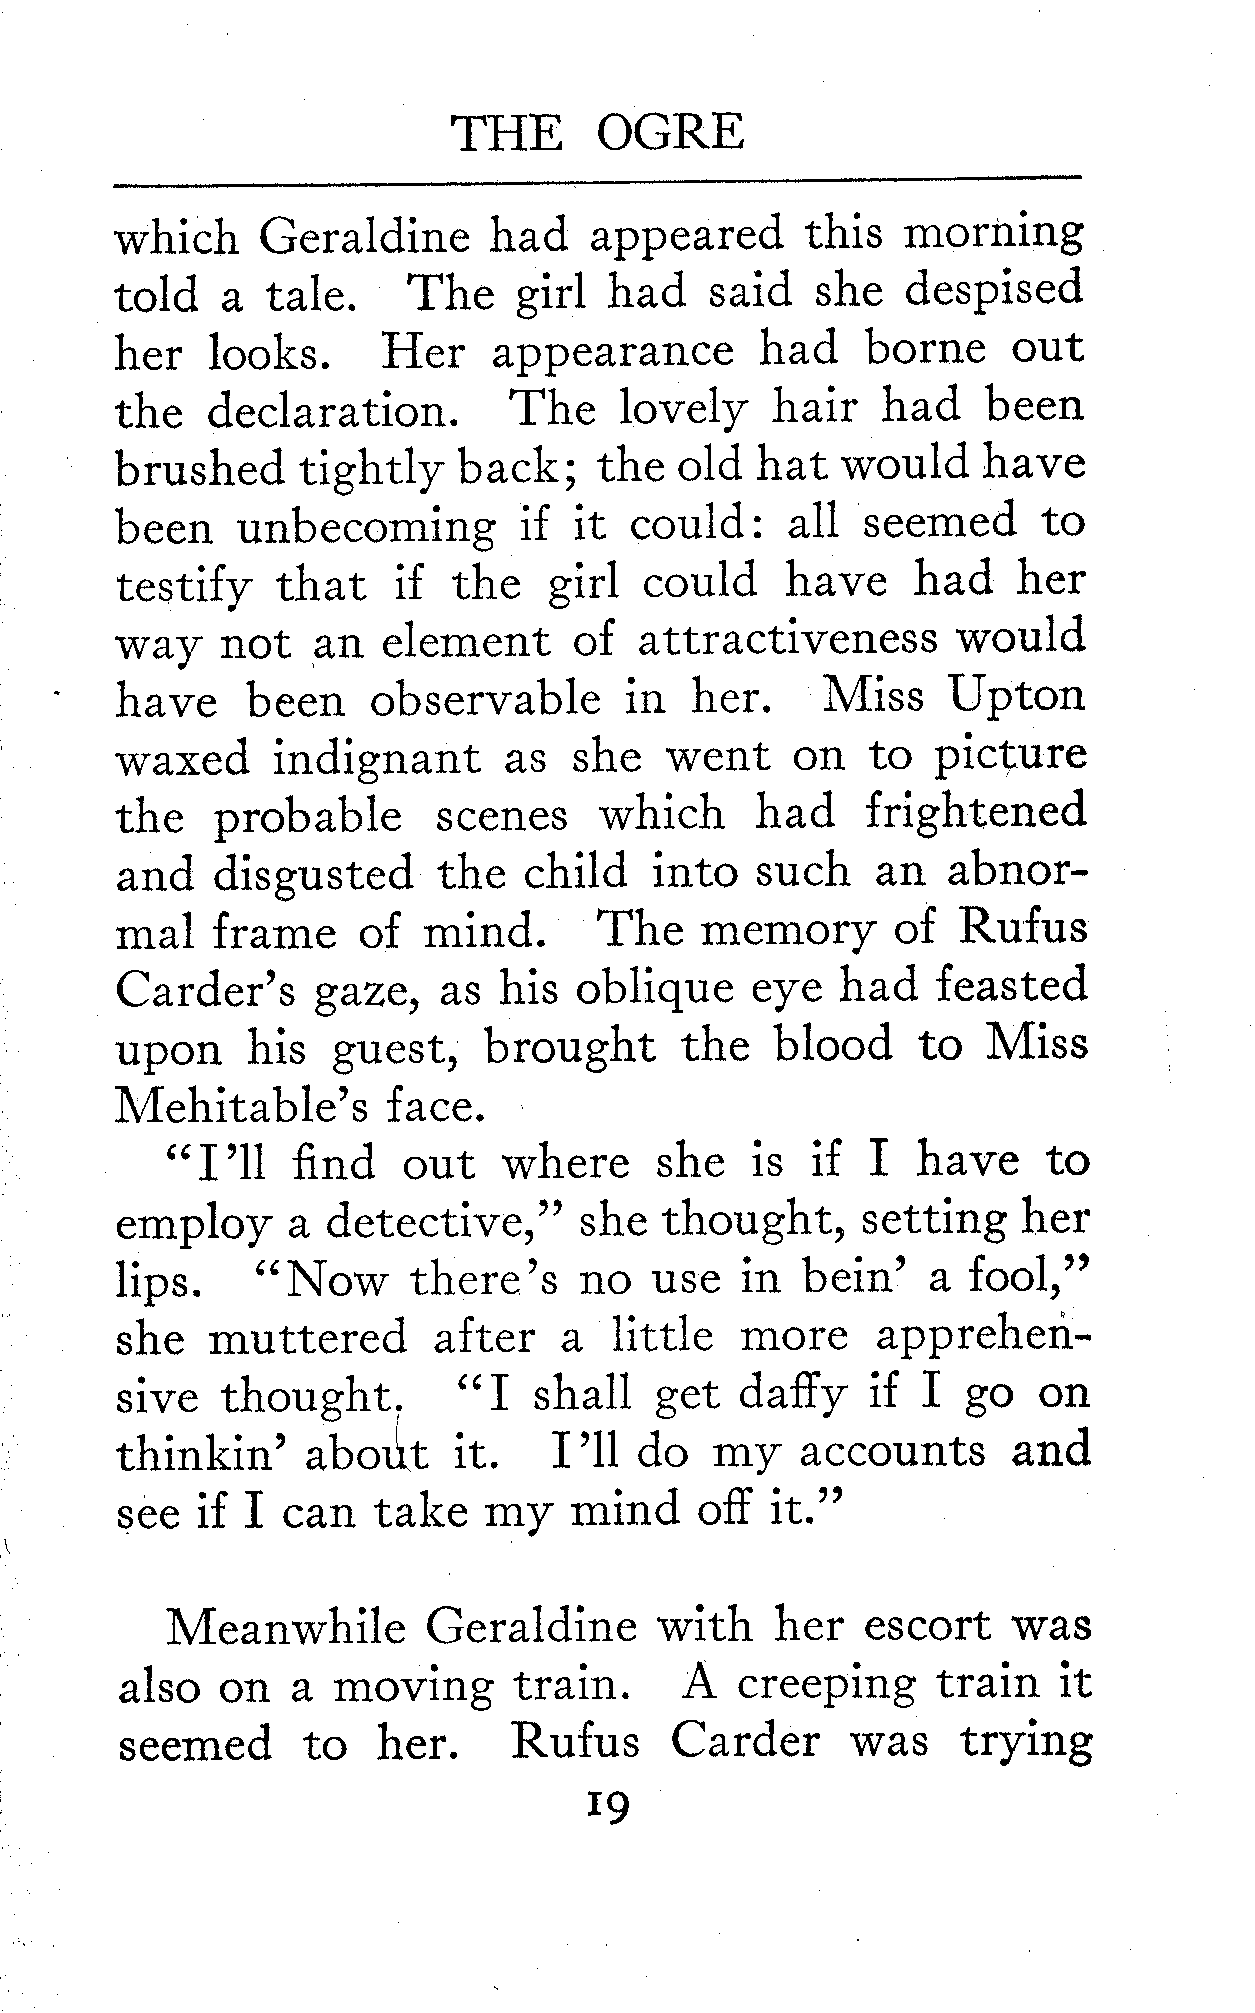 THE OGRE
which Geraldine had appeared this morning
told a tale. The girl had said she despised
her looks. Her appearance had borne out
the declaration. The lovely hair had been
brushed tightly back; the old hat would have
been unbecoming if it could: all seemed to
testify that if the girl could have had her
way not an element of attractiveness would
have been observable in her. Miss Upton
waxed indignant as she went on to picture
the probable scenes which had frightened
and disgusted the child into such an abnor-
mal frame of mind. The memory of Rufus
Carder's gaze, as his oblique eye had feasted
upon his guest, brought the blood to Miss
Mehitable's face.
"I'll find out where she is if I have to
employ a detective," she thought, setting her
lips. "Now there's no use in bein' a fool,"
she muttered after a little more apprehen-
sive thought. "I shall get daffy if I go on
thinkin' about it. I'll do my accounts and
see if I can take my mind off it."
Meanwhile Geraldine with her escort was
also on a moving train. A creeping train it
seemed to her. Rufus Carder was trying
19